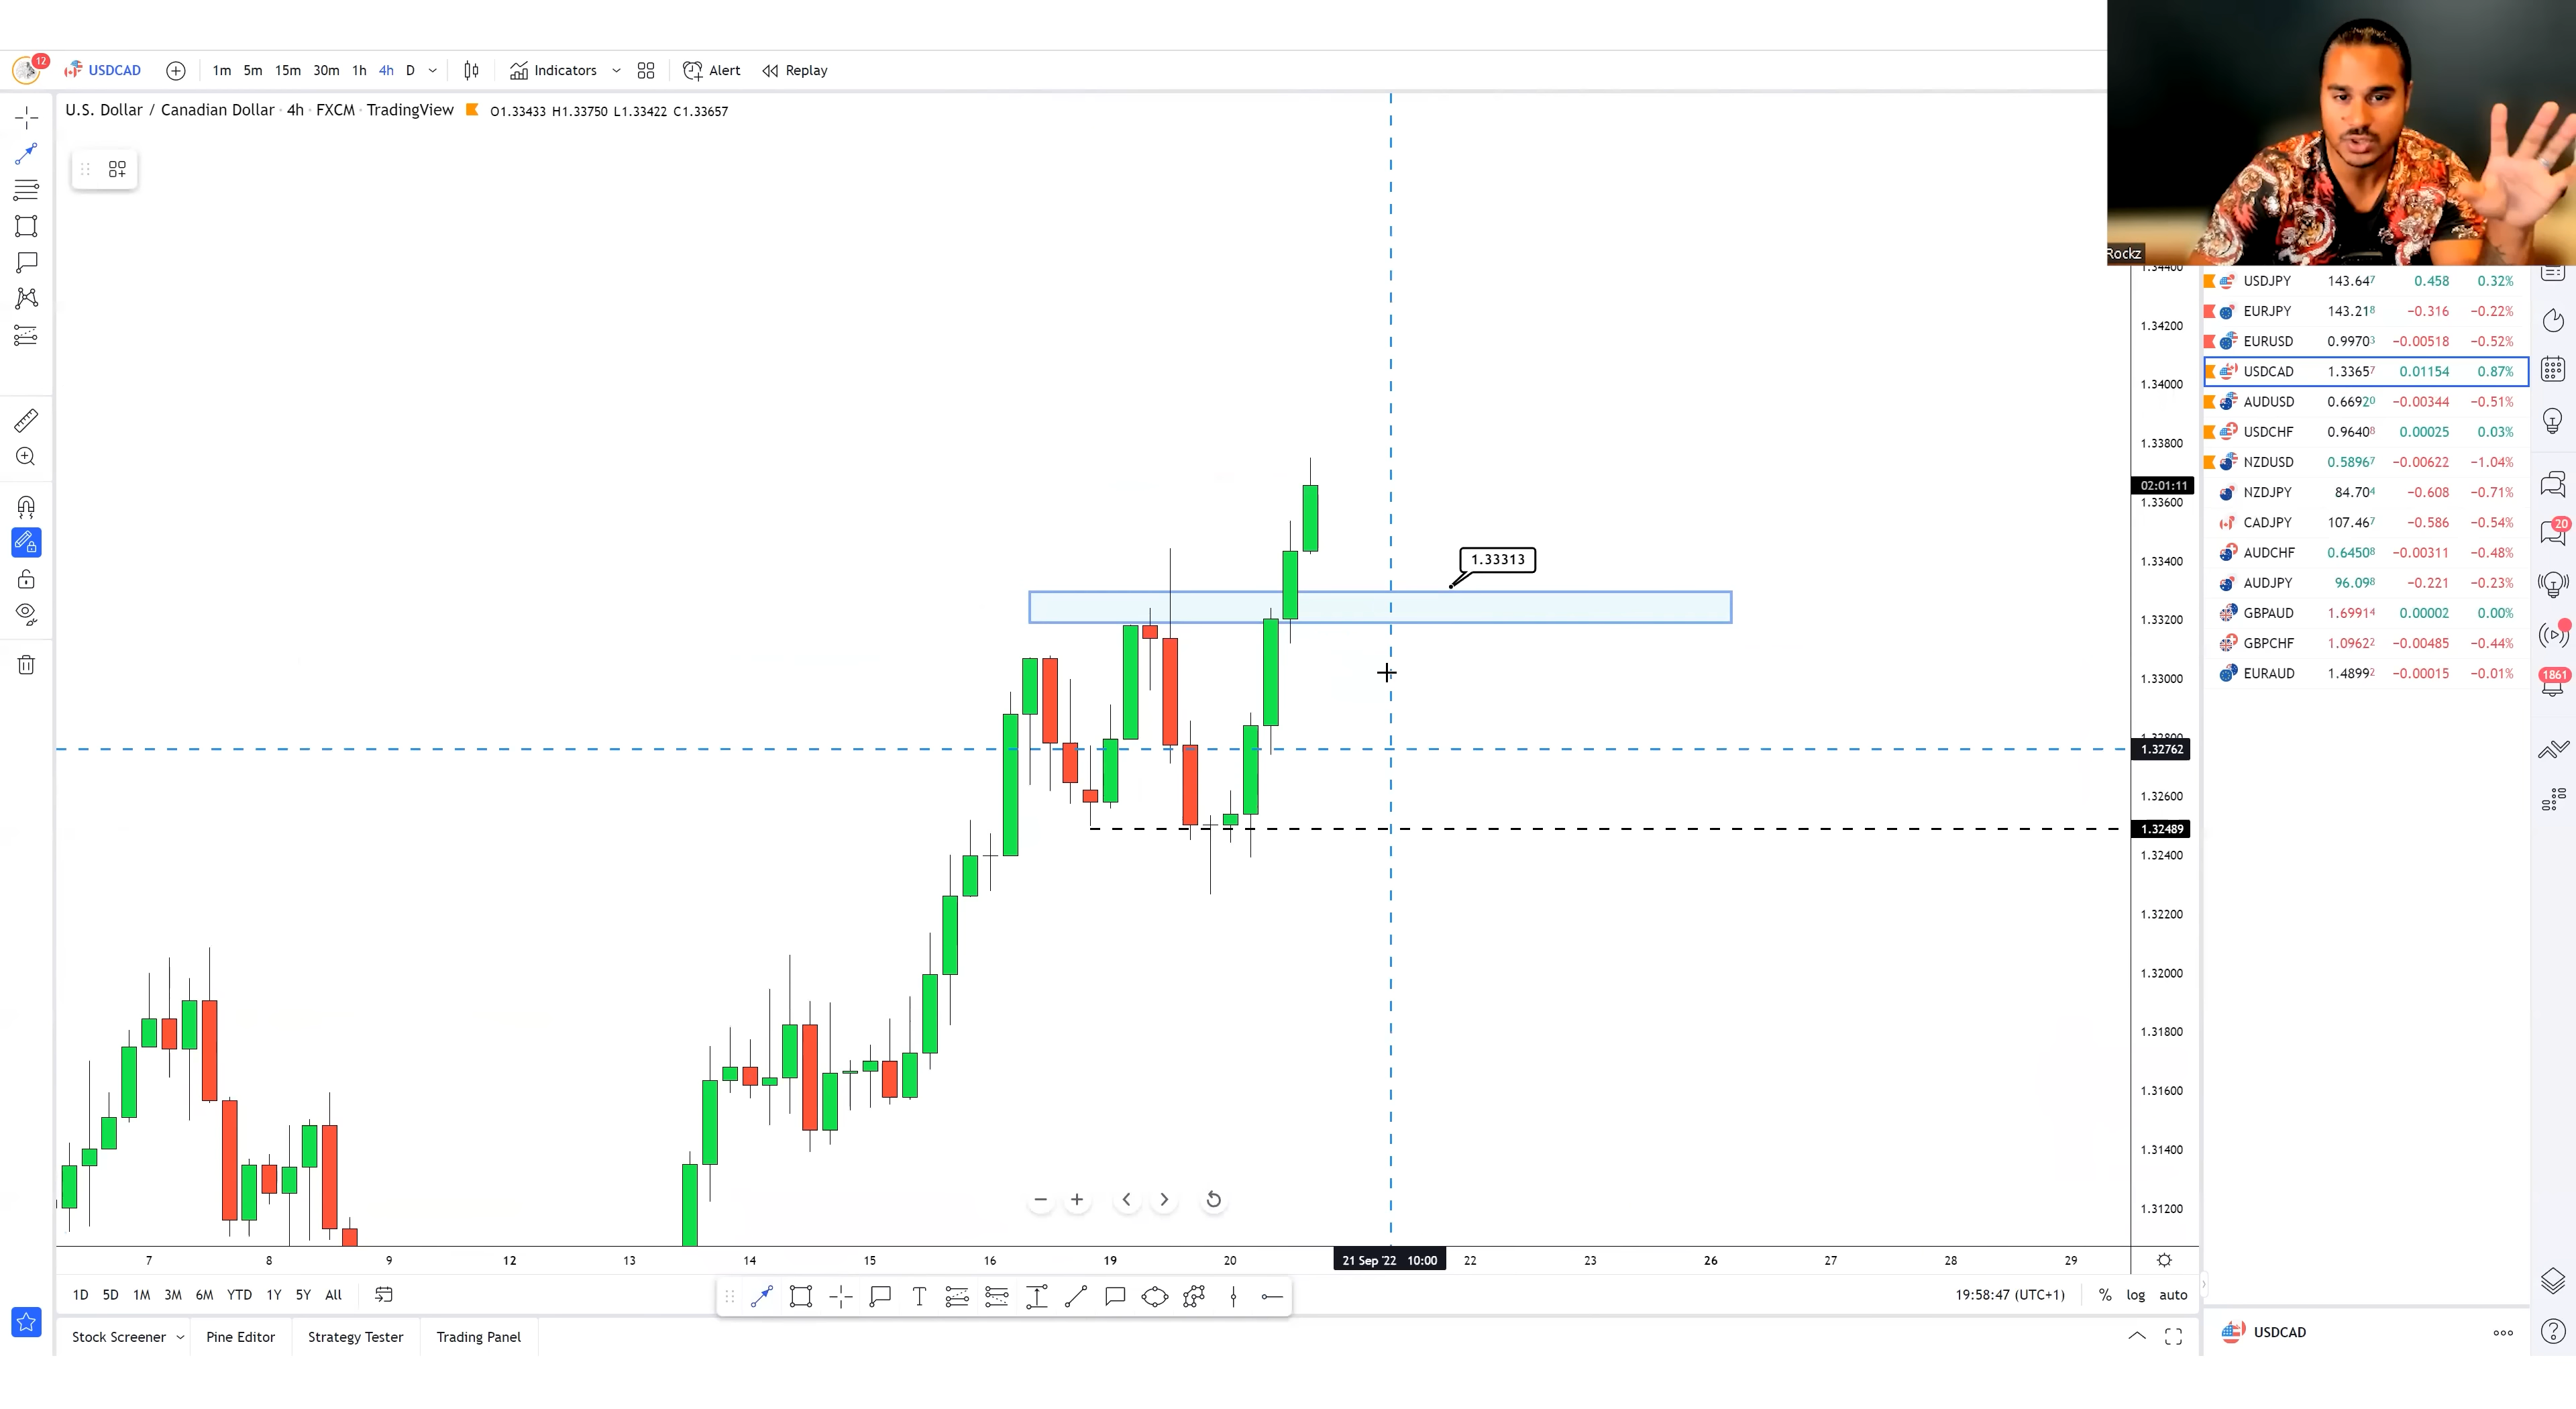 12 USDCAD 1m 5m 15m 30m 1h 4h D Indicators Alert Replay
U.S. Dollar / Canadian Dollar · 4h · FXCM · TradingView O1.33433 H1.33750 L1.33422 C1.33657
Rockz
1.34400
1.34200
1.34000
1.33800
02:01:11
1.33600
1.33400
1.33200
1.33000
1.32800
1.32762
1.32600
1.32489
1.32400
1.32200
1.32000
1.31800
1.31600
1.31400
1.31200
1.33313
USDJPY 143.647 0.458 0.32%
EURJPY 143.218 −0.316 −0.22%
EURUSD 0.99703 −0.00518 −0.52%
USDCAD 1.33657 0.01154 0.87%
AUDUSD 0.66920 −0.00344 −0.51%
USDCHF 0.96408 0.00025 0.03%
NZDUSD 0.58967 −0.00622 −1.04%
NZDJPY 84.704 −0.608 −0.71%
CADJPY 107.467 −0.586 −0.54%
AUDCHF 0.64508 −0.00311 −0.48%
AUDJPY 96.098 −0.221 −0.23%
GBPAUD 1.69914 0.00002 0.00%
GBPCHF 1.09622 −0.00485 −0.44%
EURAUD 1.48992 −0.00015 −0.01%
20
1861
7 8 9 12 13 14 15 16 19 20 21 Sep '22 10:00 22 23 26 27 28 29
1D 5D 1M 3M 6M YTD 1Y 5Y All
T
19:58:47 (UTC+1) % log auto
Stock Screener Pine Editor Strategy Tester Trading Panel
USDCAD